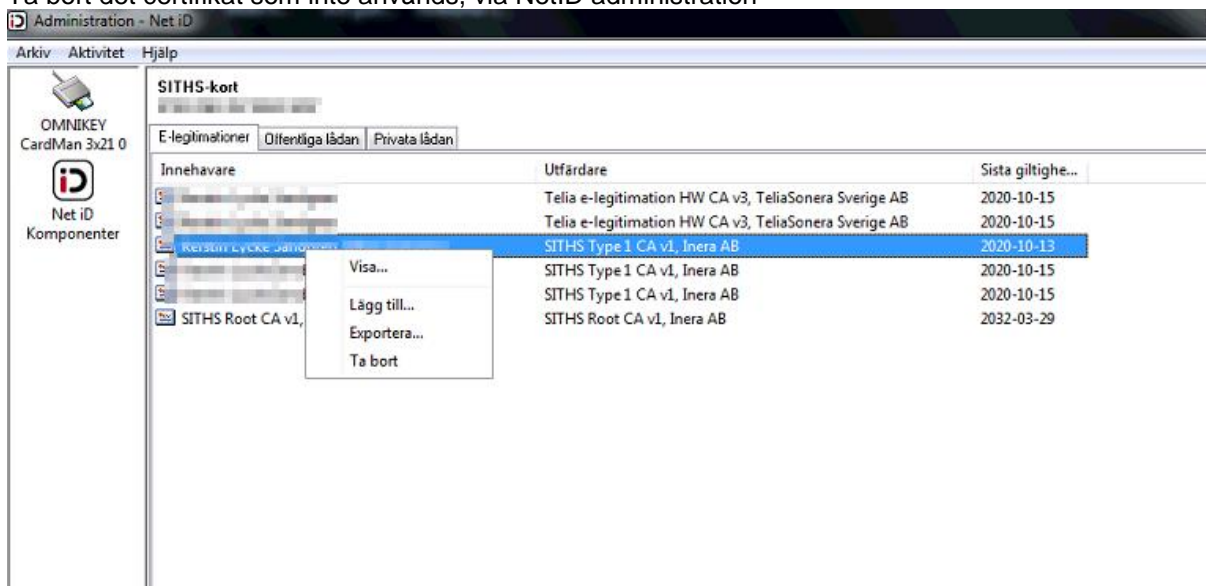 Ta bort det certifikat som inte används, via NetID administration
Administration - Net iD
Arkiv Aktivitet Hjälp
OMNIKEY
CardMan 3x21 0
Net iD
Komponenter
SITHS-kort
E-legitimationer Offentliga lådan Privata lådan
Innehavare Utfärdare Sista giltighe...
Telia e-legitimation HW CA v3, TeliaSonera Sverige AB 2020-10-15
Telia e-legitimation HW CA v3, TeliaSonera Sverige AB 2020-10-15
SITHS Type 1 CA v1, Inera AB 2020-10-13
SITHS Type 1 CA v1, Inera AB 2020-10-15
SITHS Type 1 CA v1, Inera AB 2020-10-15
SITHS Root CA v1, SITHS Root CA v1, Inera AB 2032-03-29
Visa...
Lägg till...
Exportera...
Ta bort